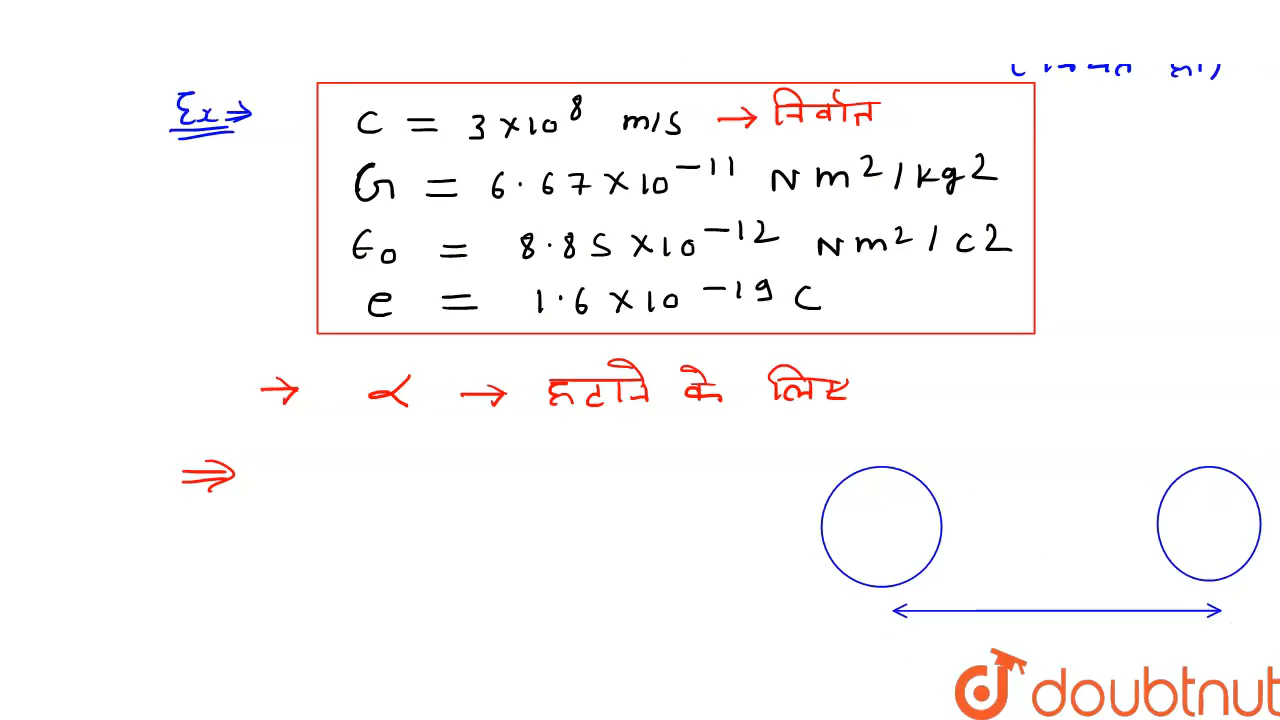 Ex ⇒
c = 3 × 10⁸ m/s → निर्वात
G = 6.67 × 10⁻¹¹ Nm² / kg2
ϵ₀ = 8.85 × 10⁻¹² Nm² / c2
e = 1.6 × 10⁻¹⁹ C
→ α → हटाने के लिए
⇒
doubtnut